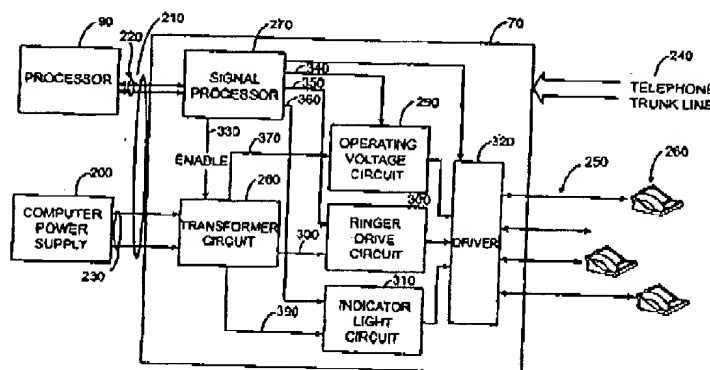 90
210
220
270
70
PROCESSOR
SIGNAL
PROCESSOR
340
350
360
240
TELEPHONE
TRUNK LINE
290
330
370
OPERATING
VOLTAGE
CIRCUIT
320
ENABLE
250
260
200
260
300
COMPUTER
POWER
SUPPLY
TRANSFORMER
CIRCUIT
300
RINGER
DRIVE
CIRCUIT
DRIVER
230
310
390
INDICATOR
LIGHT
CIRCUIT